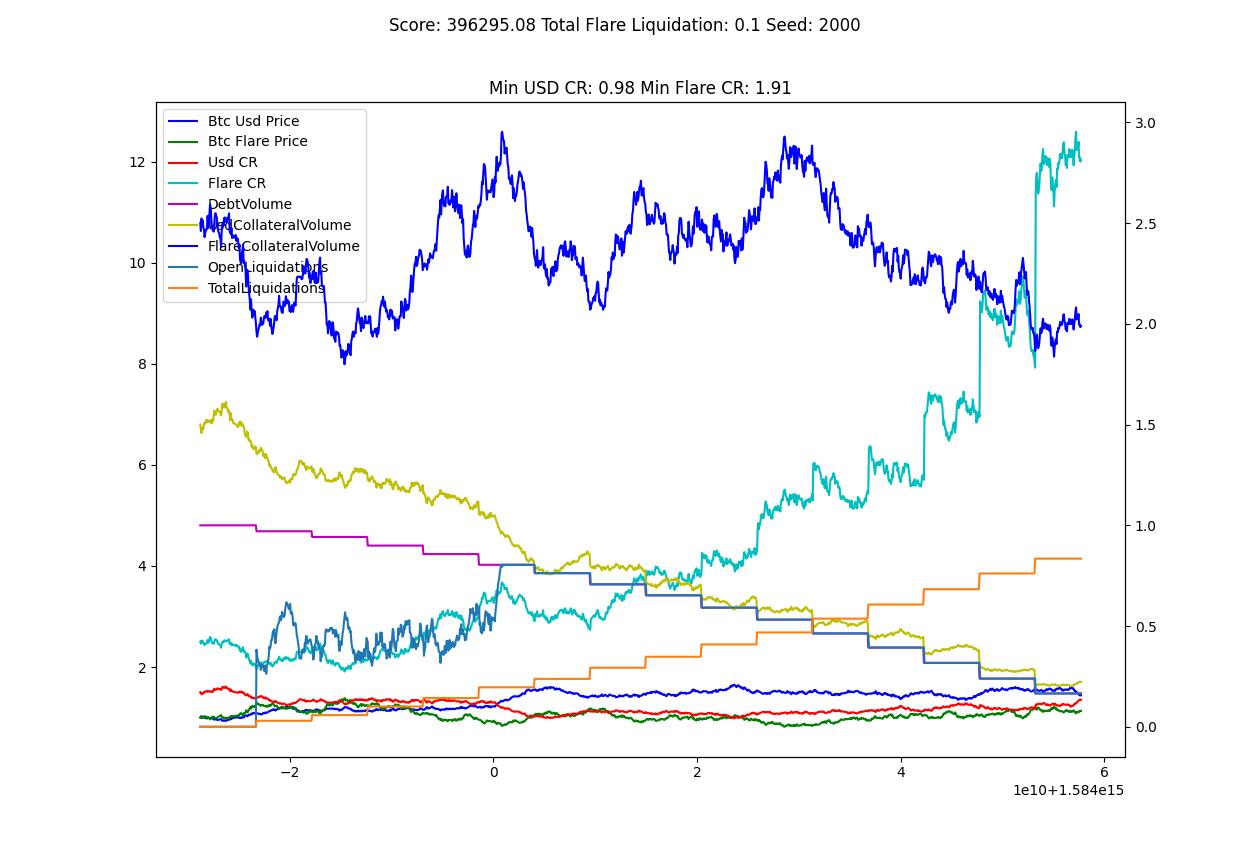 Score: 396295.08 Total Flare Liquidation: 0.1 Seed: 2000
Min USD CR: 0.98 Min Flare CR: 1.91
Btc Usd Price
Btc Flare Price
Usd CR
Flare CR
DebtVolume
UsdCollateralVolume
FlareCollateralVolume
OpenLiquidations
TotalLiquidations
12
10
8
6
4
2
3.0
2.5
2.0
1.5
1.0
0.5
0.0
−2
0
2
4
6
1e10+1.584e15